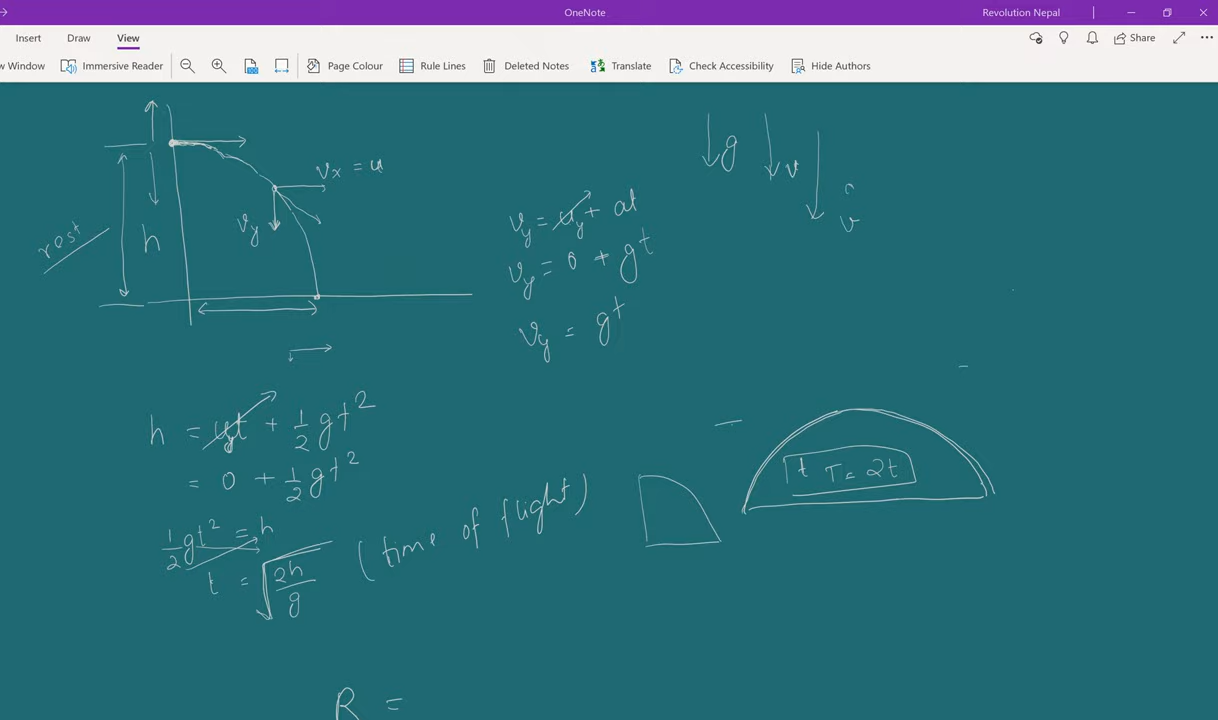 OneNote
Revolution Nepal
Insert Draw View
w Window Immersive Reader Page Colour Rule Lines Deleted Notes Translate Check Accessibility Hide Authors
Share
rest
h
vx = u
vy
vy = uy + at
vy = 0 + gt
vy = gt
g v
v
h = uyt + 1/2 gt²
= 0 + 1/2 gt²
1/2 gt² = h
t = √(2h/g) (time of flight)
t T = 2t
R =